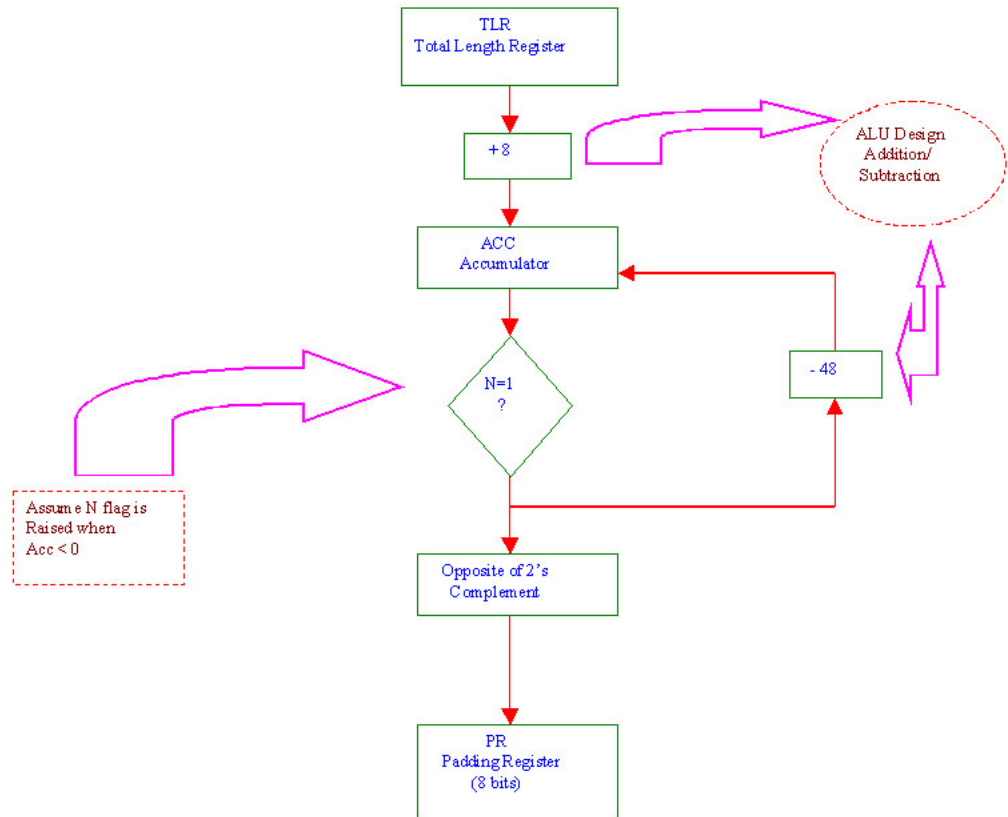 TLR
Total Length Register
+8
ALU Design
Addition/
Subtraction
ACC
Accumulator
N=1
?
- 48
Assume N flag is
Raised when
Acc < 0
Opposite of 2's
Complement
PR
Padding Register
(8 bits)